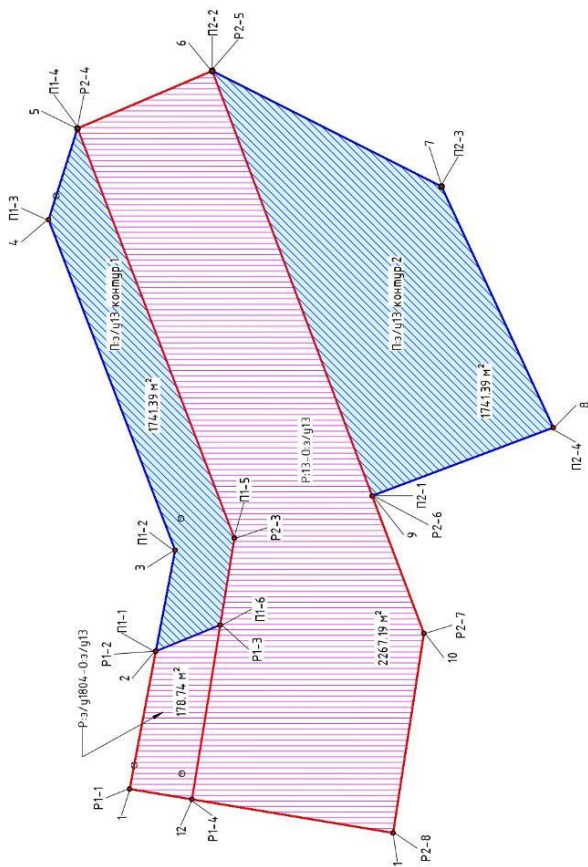 5
П1-4
Р2-4
6
П2-2
Р2-5
П1-3
4
7
П2-3
П:з/у13 контур:1
1741.39 м²
П:з/у13 контур:2
1741.39 м²
Р:13-О:з/у13
П1-2
3
П1-5
Р2-3
8
П2-4
П2-1
Р2-6
9
П1-1
Р1-2
2
П1-6
Р1-3
Р2-7
10
2267.19 м²
178.74 м²
Р:з/у1804-О:з/у13
Р1-1
1
12
Р1-4
Р2-8
1